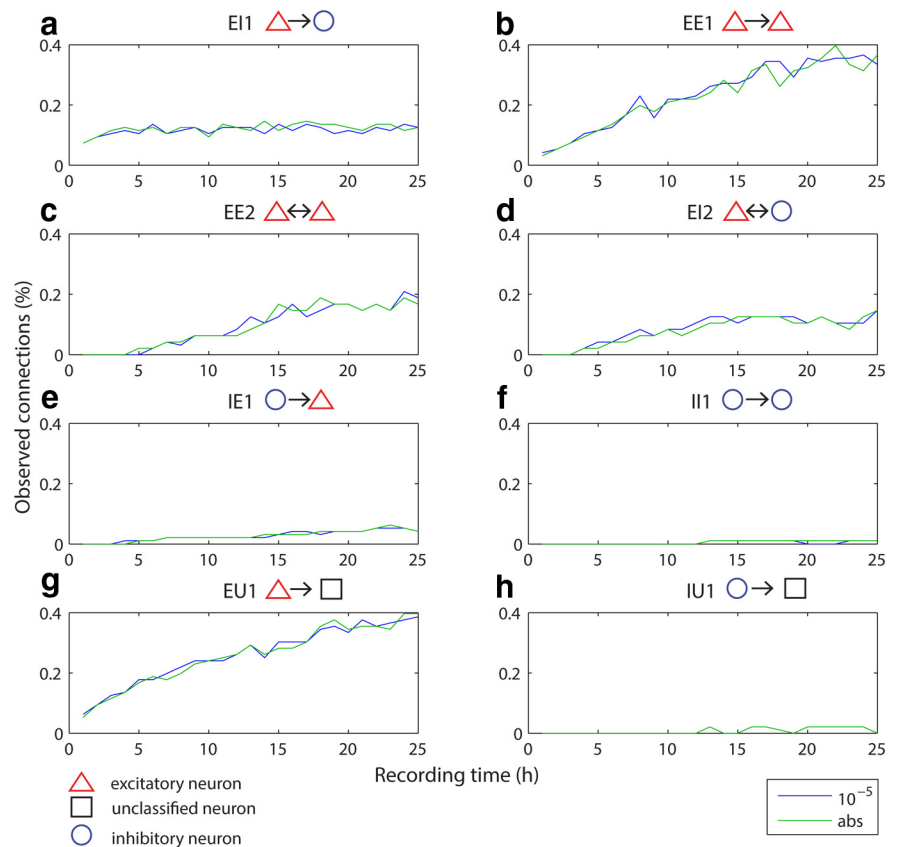 a EI1
0.4
0.2
0
0 5 10 15 20 25
b EE1
0.4
0.2
0
0 5 10 15 20 25
c EE2
0.4
0.2
0
0 5 10 15 20 25
d EI2
0.4
0.2
0
0 5 10 15 20 25
Observed connections (%)
e IE1
0.4
0.2
0
0 5 10 15 20 25
f II1
0.4
0.2
0
0 5 10 15 20 25
g EU1
0.4
0.2
0
0 5 10 15 20 25
h IU1
0.4
0.2
0
0 5 10 15 20 25
Recording time (h)
excitatory neuron
unclassified neuron
inhibitory neuron
10⁻⁵
abs